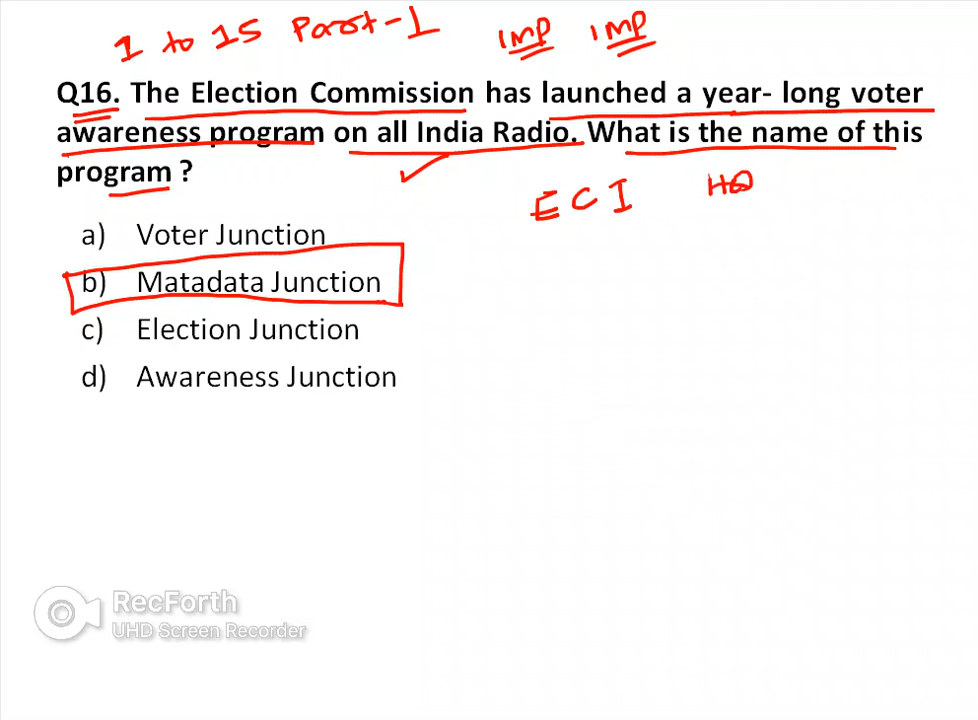 1 to 15 Part-1 IMP IMP
Q16. The Election Commission has launched a year- long voter
awareness program on all India Radio. What is the name of this
program ?
ECI HQ
a) Voter Junction
b) Matadata Junction
c) Election Junction
d) Awareness Junction
RecForth
UHD Screen Recorder